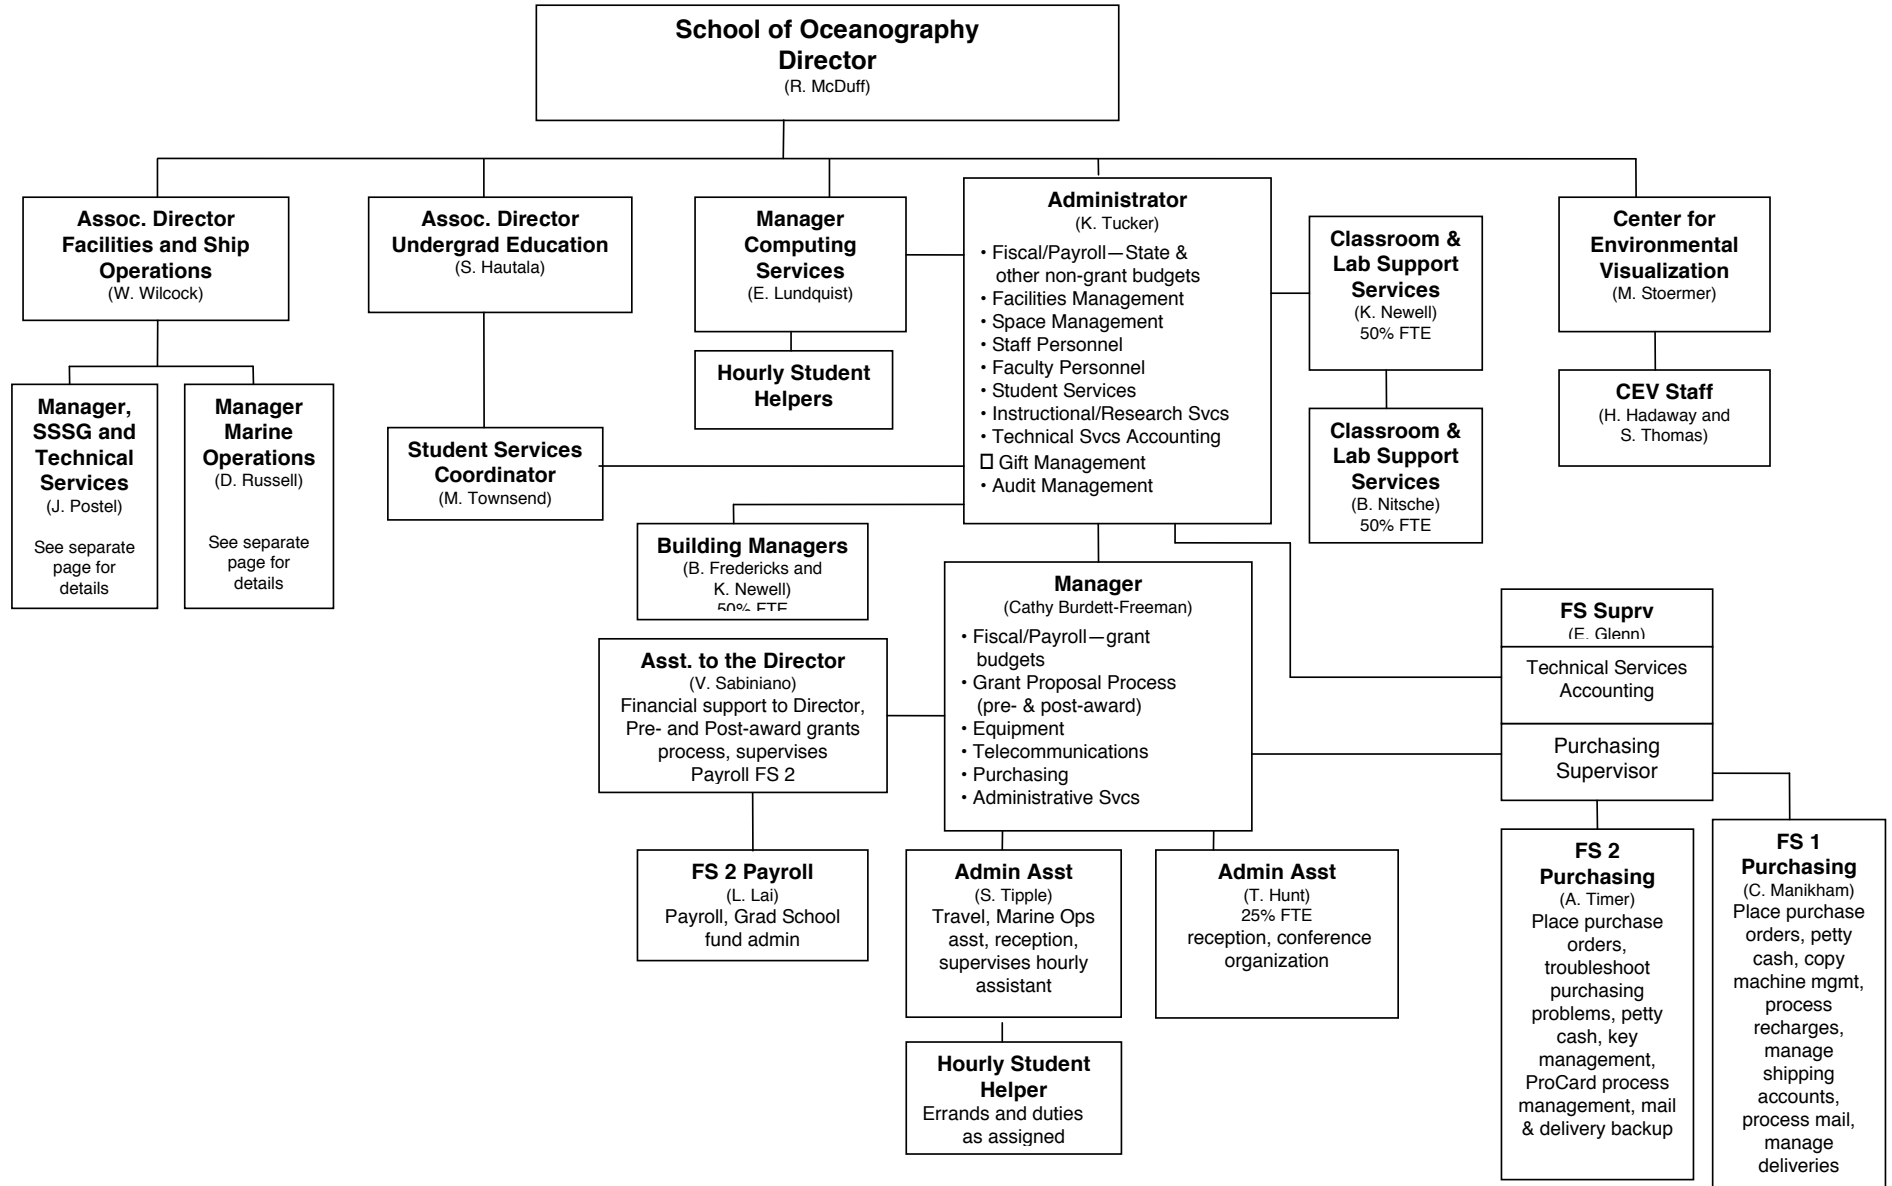 School of Oceanography
Director
(R. McDuff)
Assoc. Director
Facilities and Ship
Operations
(W. Wilcock)
Assoc. Director
Undergrad Education
(S. Hautala)
Manager
Computing
Services
(E. Lundquist)
Administrator
(K. Tucker)
• Fiscal/Payroll—State &
other non-grant budgets
• Facilities Management
• Space Management
• Staff Personnel
• Faculty Personnel
• Student Services
• Instructional/Research Svcs
• Technical Svcs Accounting
Gift Management
• Audit Management
Classroom &
Lab Support
Services
(K. Newell)
50% FTE
Center for
Environmental
Visualization
(M. Stoermer)
Manager,
SSSG and
Technical
Services
(J. Postel)
See separate
page for
details
Manager
Marine
Operations
(D. Russell)
See separate
page for
details
Student Services
Coordinator
(M. Townsend)
Hourly Student
Helpers
Classroom &
Lab Support
Services
(B. Nitsche)
50% FTE
CEV Staff
(H. Hadaway and
S. Thomas)
Building Managers
(B. Fredericks and
K. Newell)
50% FTE
Manager
(Cathy Burdett-Freeman)
• Fiscal/Payroll—grant
budgets
• Grant Proposal Process
(pre- & post-award)
• Equipment
• Telecommunications
• Purchasing
• Administrative Svcs
FS Suprv
(E. Glenn)
Technical Services
Accounting
Purchasing
Supervisor
Asst. to the Director
(V. Sabiniano)
Financial support to Director,
Pre- and Post-award grants
process, supervises
Payroll FS 2
FS 2 Payroll
(L. Lai)
Payroll, Grad School
fund admin
Admin Asst
(S. Tipple)
Travel, Marine Ops
asst, reception,
supervises hourly
assistant
Admin Asst
(T. Hunt)
25% FTE
reception, conference
organization
FS 2
Purchasing
(A. Timer)
Place purchase
orders,
troubleshoot
purchasing
problems, petty
cash, key
management,
ProCard process
management, mail
& delivery backup
FS 1
Purchasing
(C. Manikham)
Place purchase
orders, petty
cash, copy
machine mgmt,
process
recharges,
manage
shipping
accounts,
process mail,
manage
deliveries
Hourly Student
Helper
Errands and duties
as assigned